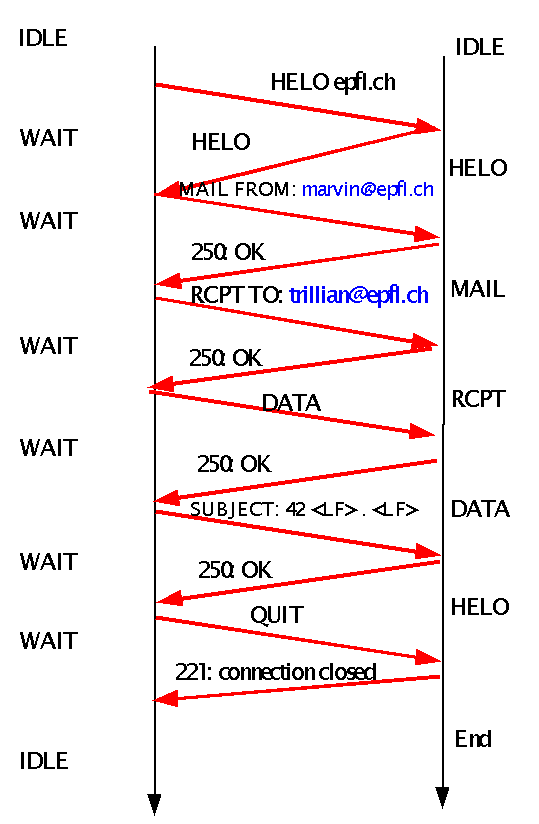 IDLE
IDLE
HELO epfl.ch
WAIT
HELO
HELO
MAIL FROM: marvin@epfl.ch
WAIT
250: OK
MAIL
RCPT TO: trillian@epfl.ch
WAIT
250: OK
RCPT
DATA
WAIT
250: OK
SUBJECT: 42 <LF> . <LF>
DATA
WAIT
250: OK
HELO
QUIT
WAIT
221: connection closed
End
IDLE